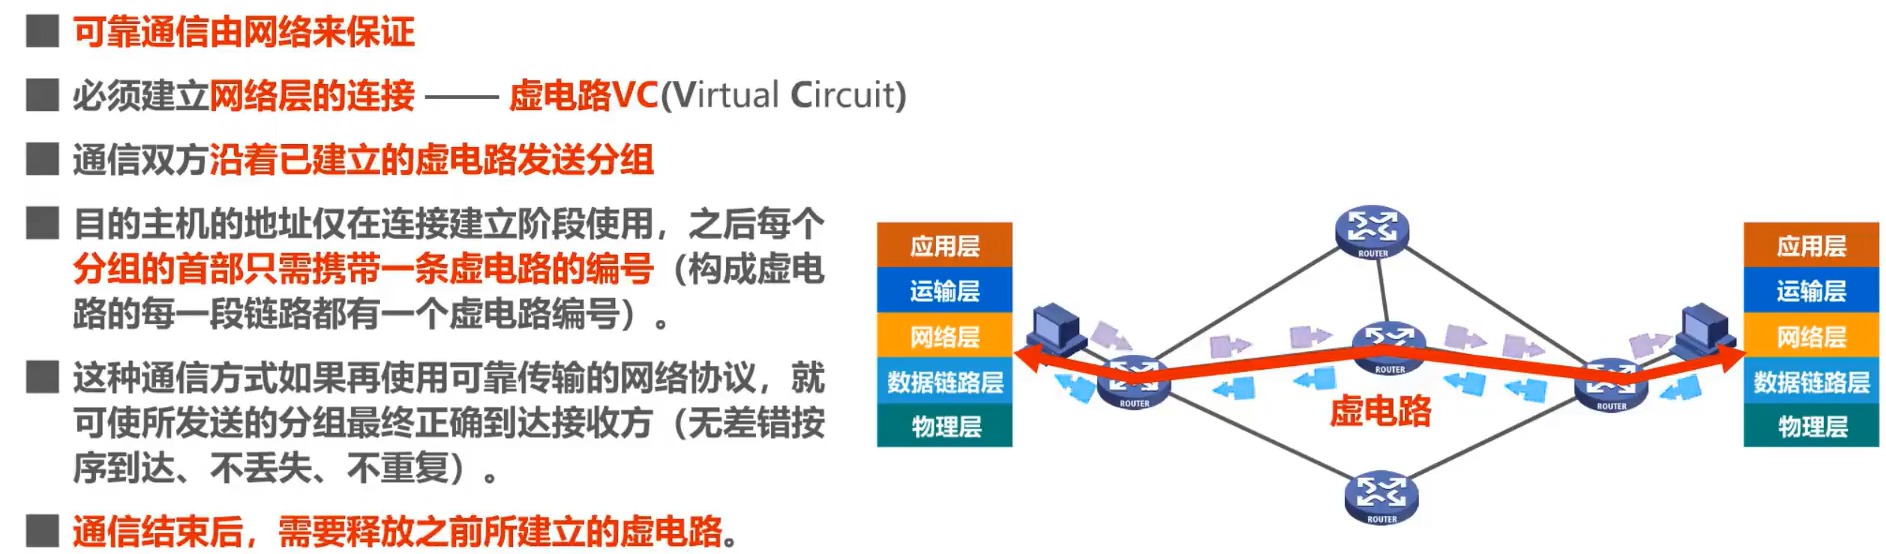 可靠通信由网络来保证
必须建立网络层的连接 —— 虚电路VC(Virtual Circuit)
通信双方沿着已建立的虚电路发送分组
目的主机的地址仅在连接建立阶段使用，之后每个
分组的首部只需携带一条虚电路的编号（构成虚电
路的每一段链路都有一个虚电路编号）。
这种通信方式如果再使用可靠传输的网络协议，就
可使所发送的分组最终正确到达接收方（无差错按
序到达、不丢失、不重复）。
通信结束后，需要释放之前所建立的虚电路。
应用层
运输层
网络层
数据链路层
物理层
ROUTER
ROUTER
ROUTER
ROUTER
ROUTER
虚电路
应用层
运输层
网络层
数据链路层
物理层